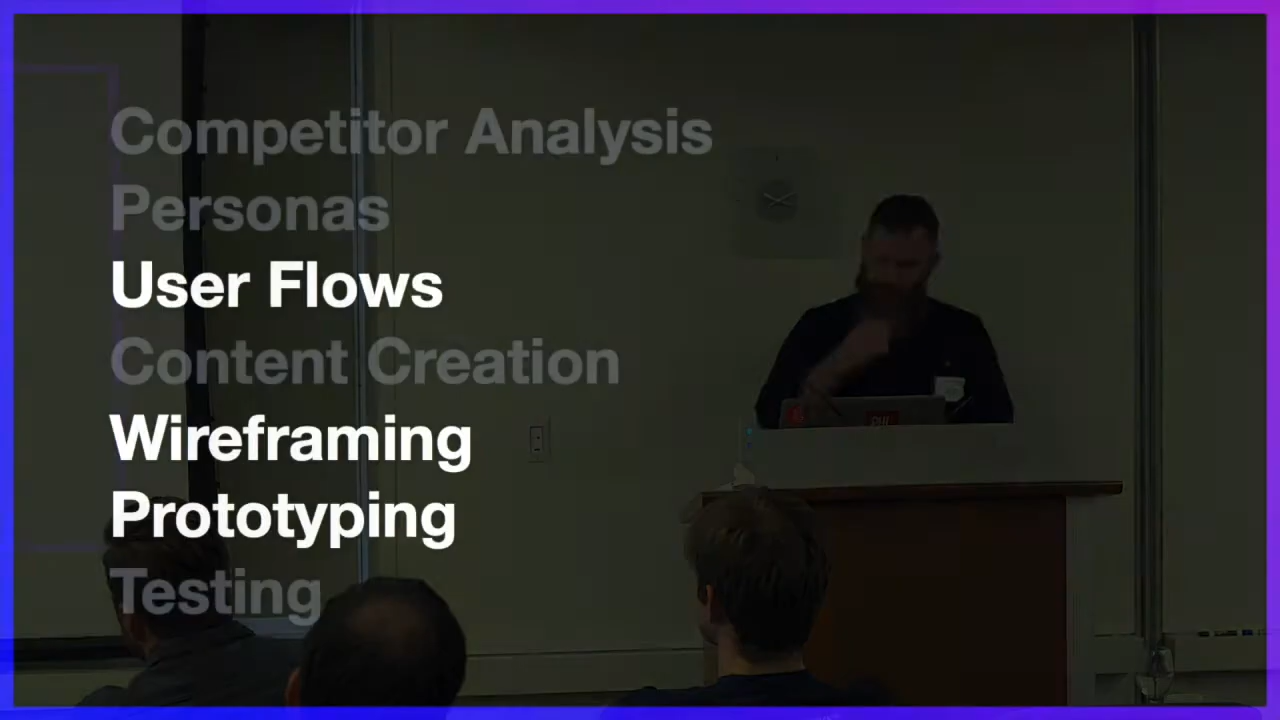 Competitor Analysis
Personas
User Flows
Content Creation
Wireframing
Prototyping
Testing